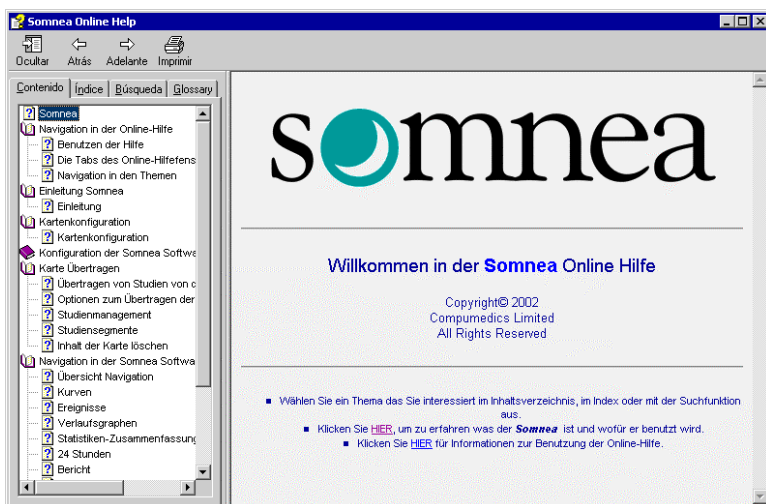 Somnea Online Help
Ocultar Atrás Adelante Imprimir
Contenido Índice Búsqueda Glossary
Somnea
Navigation in der Online-Hilfe
Benutzen der Hilfe
Die Tabs des Online-Hilfefens
Navigation in den Themen
Einleitung Somnea
Einleitung
Kartenkonfiguration
Kartenkonfiguration
Konfiguration der Somnea Softwe
Karte Übertragen
Übertragen von Studien von d
Optionen zum Übertragen der
Studienmanagement
Studiensegmente
Inhalt der Karte löschen
Navigation in der Somnea Softwa
Übersicht Navigation
Kurven
Ereignisse
Verlaufsgraphen
Statistiken-Zusammenfassung
24 Stunden
Bericht
somnea
Willkommen in der Somnea Online Hilfe
Copyright© 2002
Compumedics Limited
All Rights Reserved
Wählen Sie ein Thema das Sie interessiert im Inhaltsverzeichnis, im Index oder mit der Suchfunktion
aus.
Klicken Sie HIER, um zu erfahren was der Somnea ist und wofür er benutzt wird.
Klicken Sie HIER für Informationen zur Benutzung der Online-Hilfe.